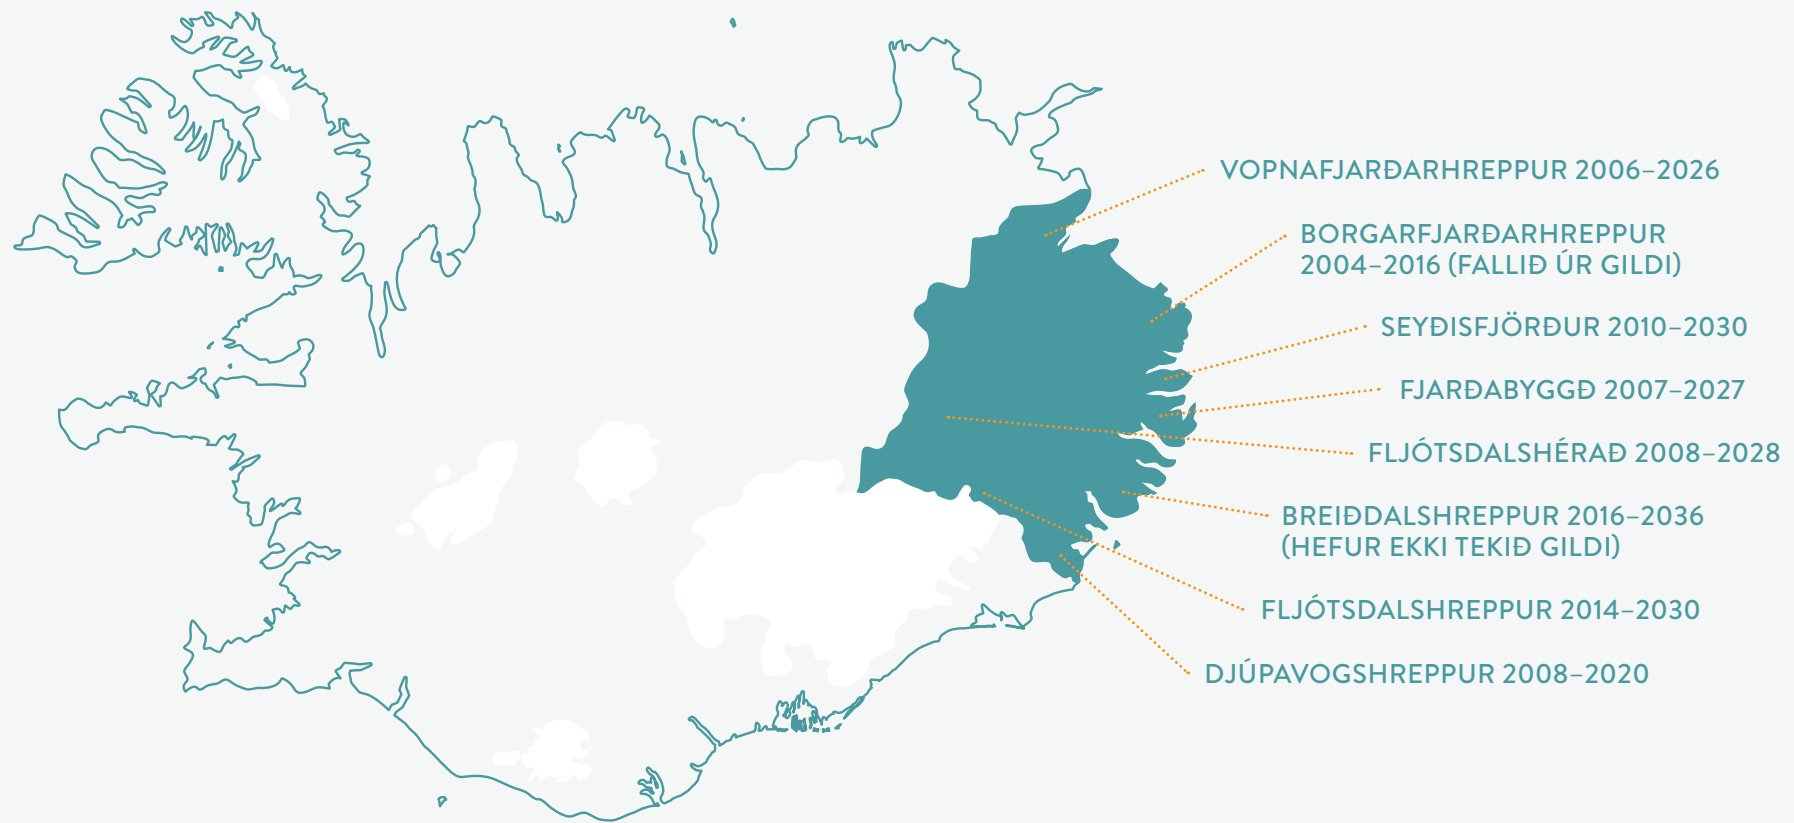 VOPNAFJARÐARHREPPUR 2006–2026
BORGARFJARÐARHREPPUR
2004–2016 (FALLIÐ ÚR GILDI)
SEYÐISFJÖRÐUR 2010–2030
FJARÐABYGGÐ 2007–2027
FLJÓTSDALSHÉRAÐ 2008–2028
BREIÐDALSHREPPUR 2016–2036
(HEFUR EKKI TEKIÐ GILDI)
FLJÓTSDALSHREPPUR 2014–2030
DJÚPAVOGSHREPPUR 2008–2020